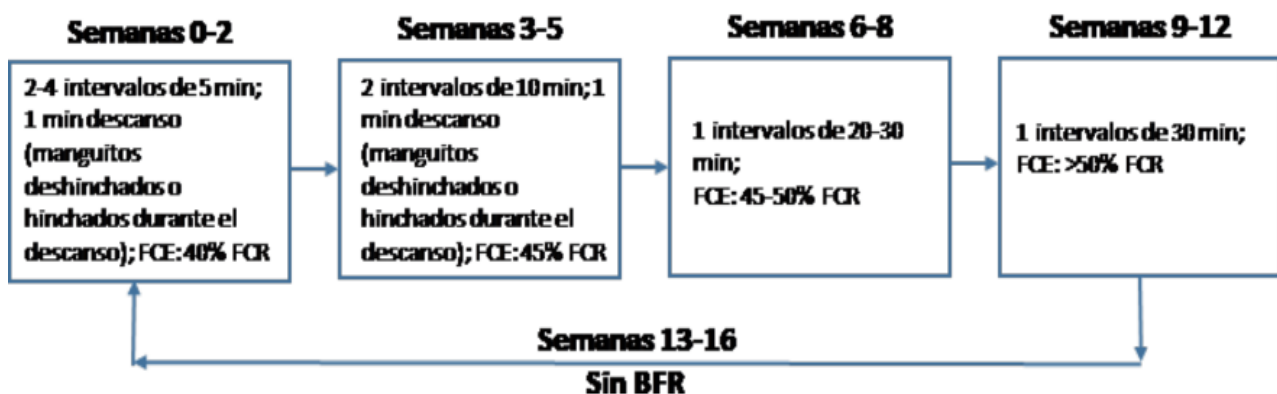 Semanas 0-2
2-4 intervalos de 5 min;
1 min descanso
(manguitos
deshinchados o
hinchados durante el
descanso); FCE:40% FCR
Semanas 3-5
2 intervalos de 10 min; 1
min descanso
(manguitos
deshinchados o
hinchados durante el
descanso); FCE:45% FCR
Semanas 6-8
1 intervalos de 20-30
min;
FCE: 45-50% FCR
Semanas 9-12
1 intervalos de 30 min;
FCE: >50% FCR
Semanas 13-16
Sin BFR